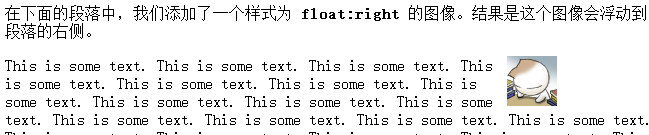 在下面的段落中，我们添加了一个样式为 float:right 的图像。结果是这个图像会浮动到
段落的右侧。
This is some text. This is some text. This is some text. This
is some text. This is some text. This is some text. This is
some text. This is some text. This is some text. This is some
text. This is some text. This is some text. This is some text.